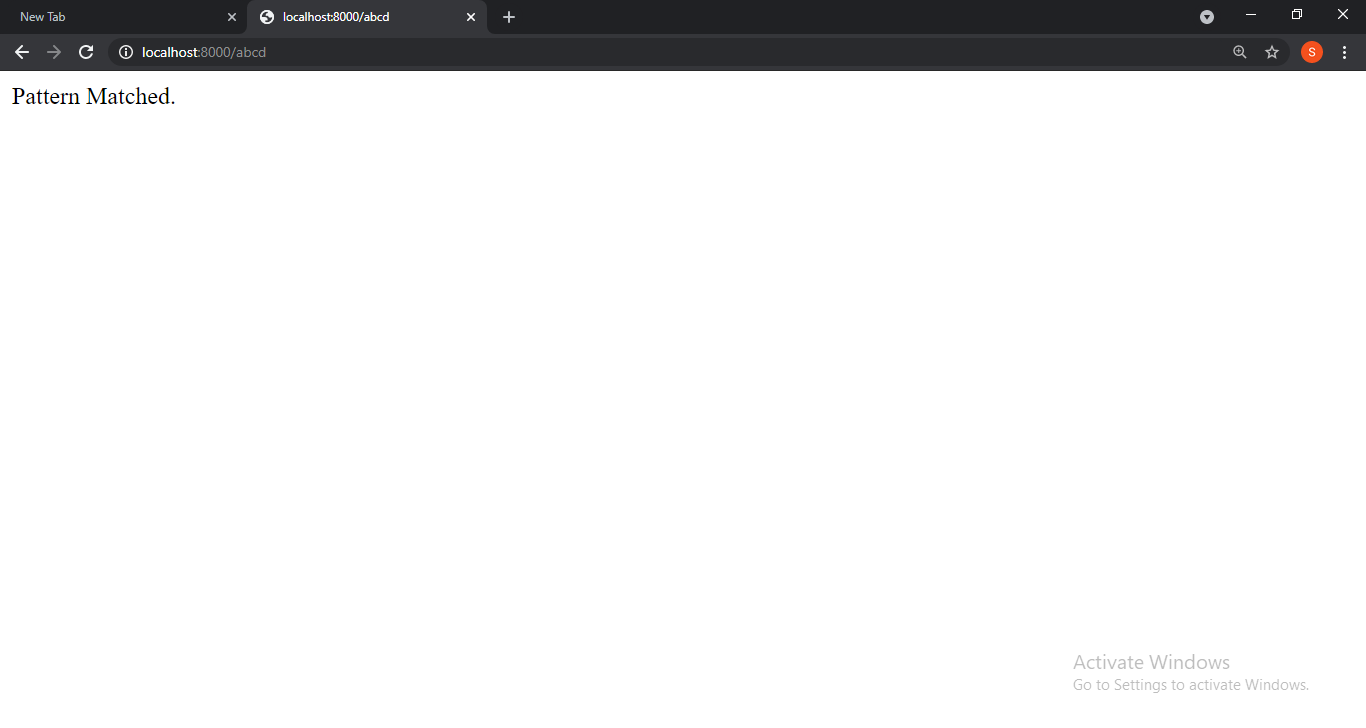 New Tab
localhost:8000/abcd
localhost:8000/abcd
S
Pattern Matched.
Activate Windows
Go to Settings to activate Windows.